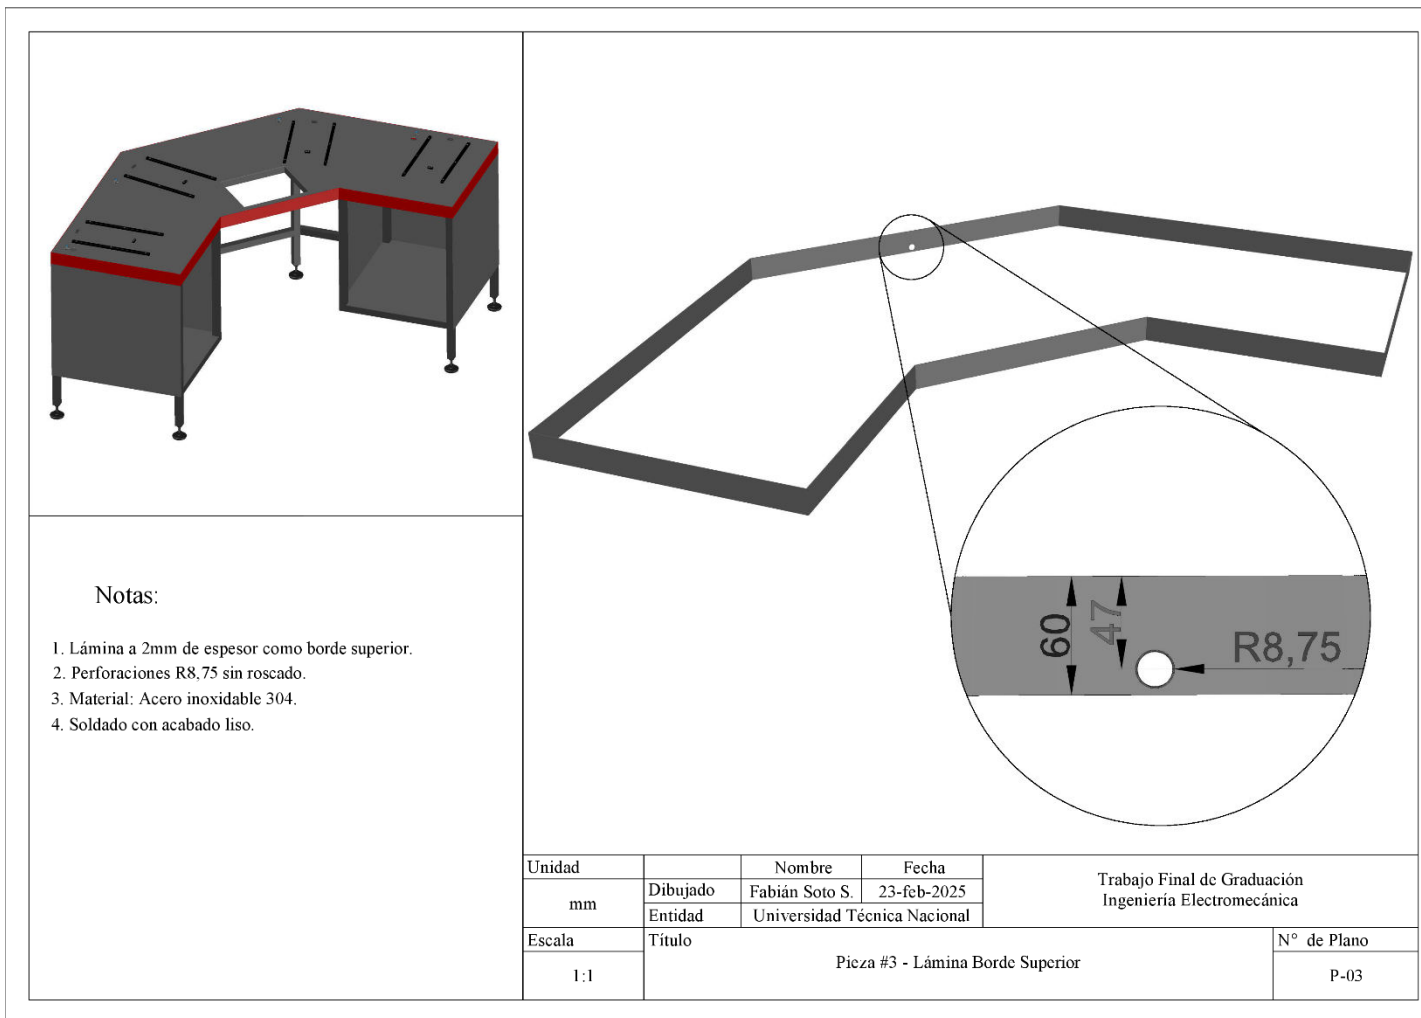 Notas:
1. Lámina a 2mm de espesor como borde superior.
2. Perforaciones R8,75 sin roscado.
3. Material: Acero inoxidable 304.
4. Soldado con acabado liso.
60
47
R8,75
Unidad
mm
Nombre
Fecha
Dibujado
Fabián Soto S.
23-feb-2025
Entidad
Universidad Técnica Nacional
Trabajo Final de Graduación
Ingeniería Electromecánica
Escala
1:1
Título
Pieza #3 - Lámina Borde Superior
N° de Plano
P-03